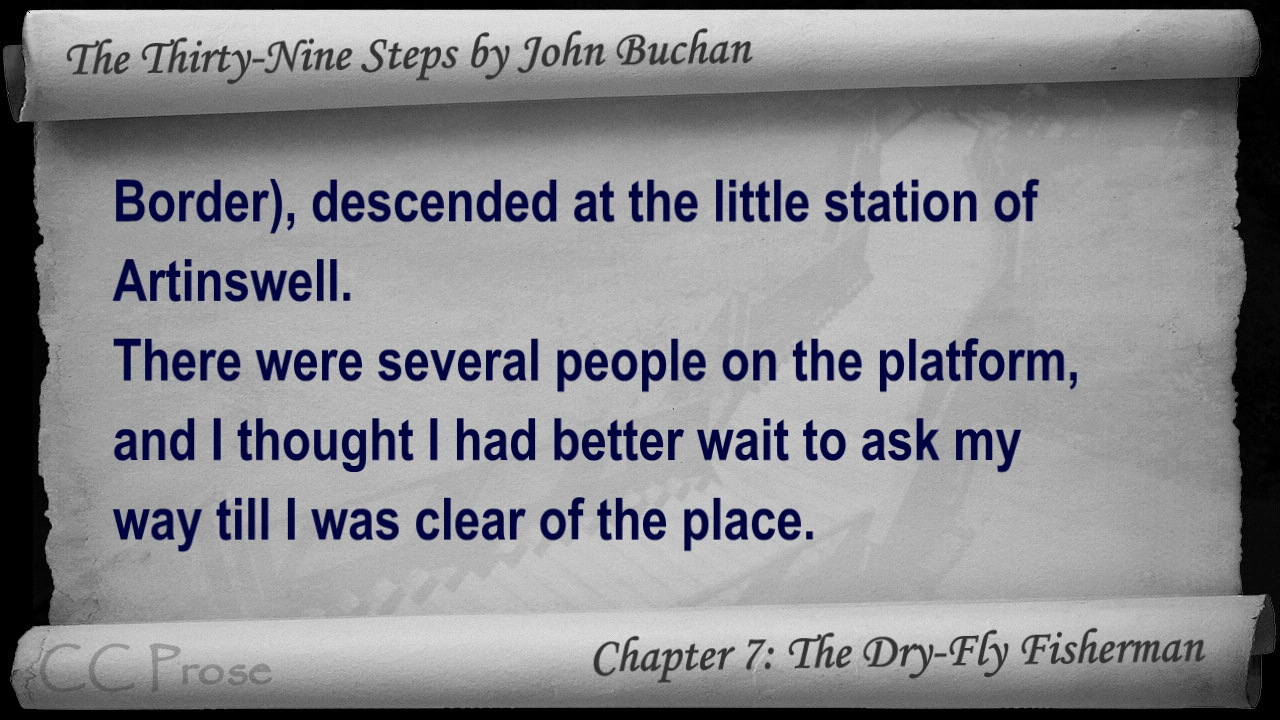 The Thirty-Nine Steps by John Buchan
Border), descended at the little station of
Artinswell.
There were several people on the platform,
and I thought I had better wait to ask my
way till I was clear of the place.
CC Prose
Chapter 7: The Dry-Fly Fisherman